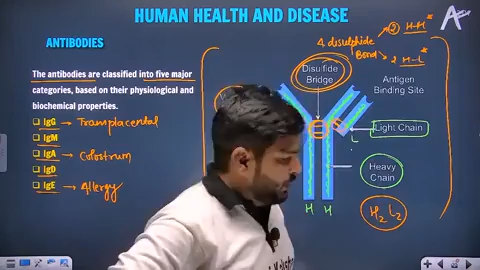 HUMAN HEALTH AND DISEASE
ANTIBODIES
The antibodies are classified into five major
categories, based on their physiological and
biochemical properties.
IgG → Transplacental
IgM
IgA → Colostrum
IgD
IgE → Allergy
4 disulphide Bond
2 H-H
2 H-L
Disulfide
Bridge
Antigen
Binding Site
Light Chain
L
Heavy
Chain
H H
H2 L2